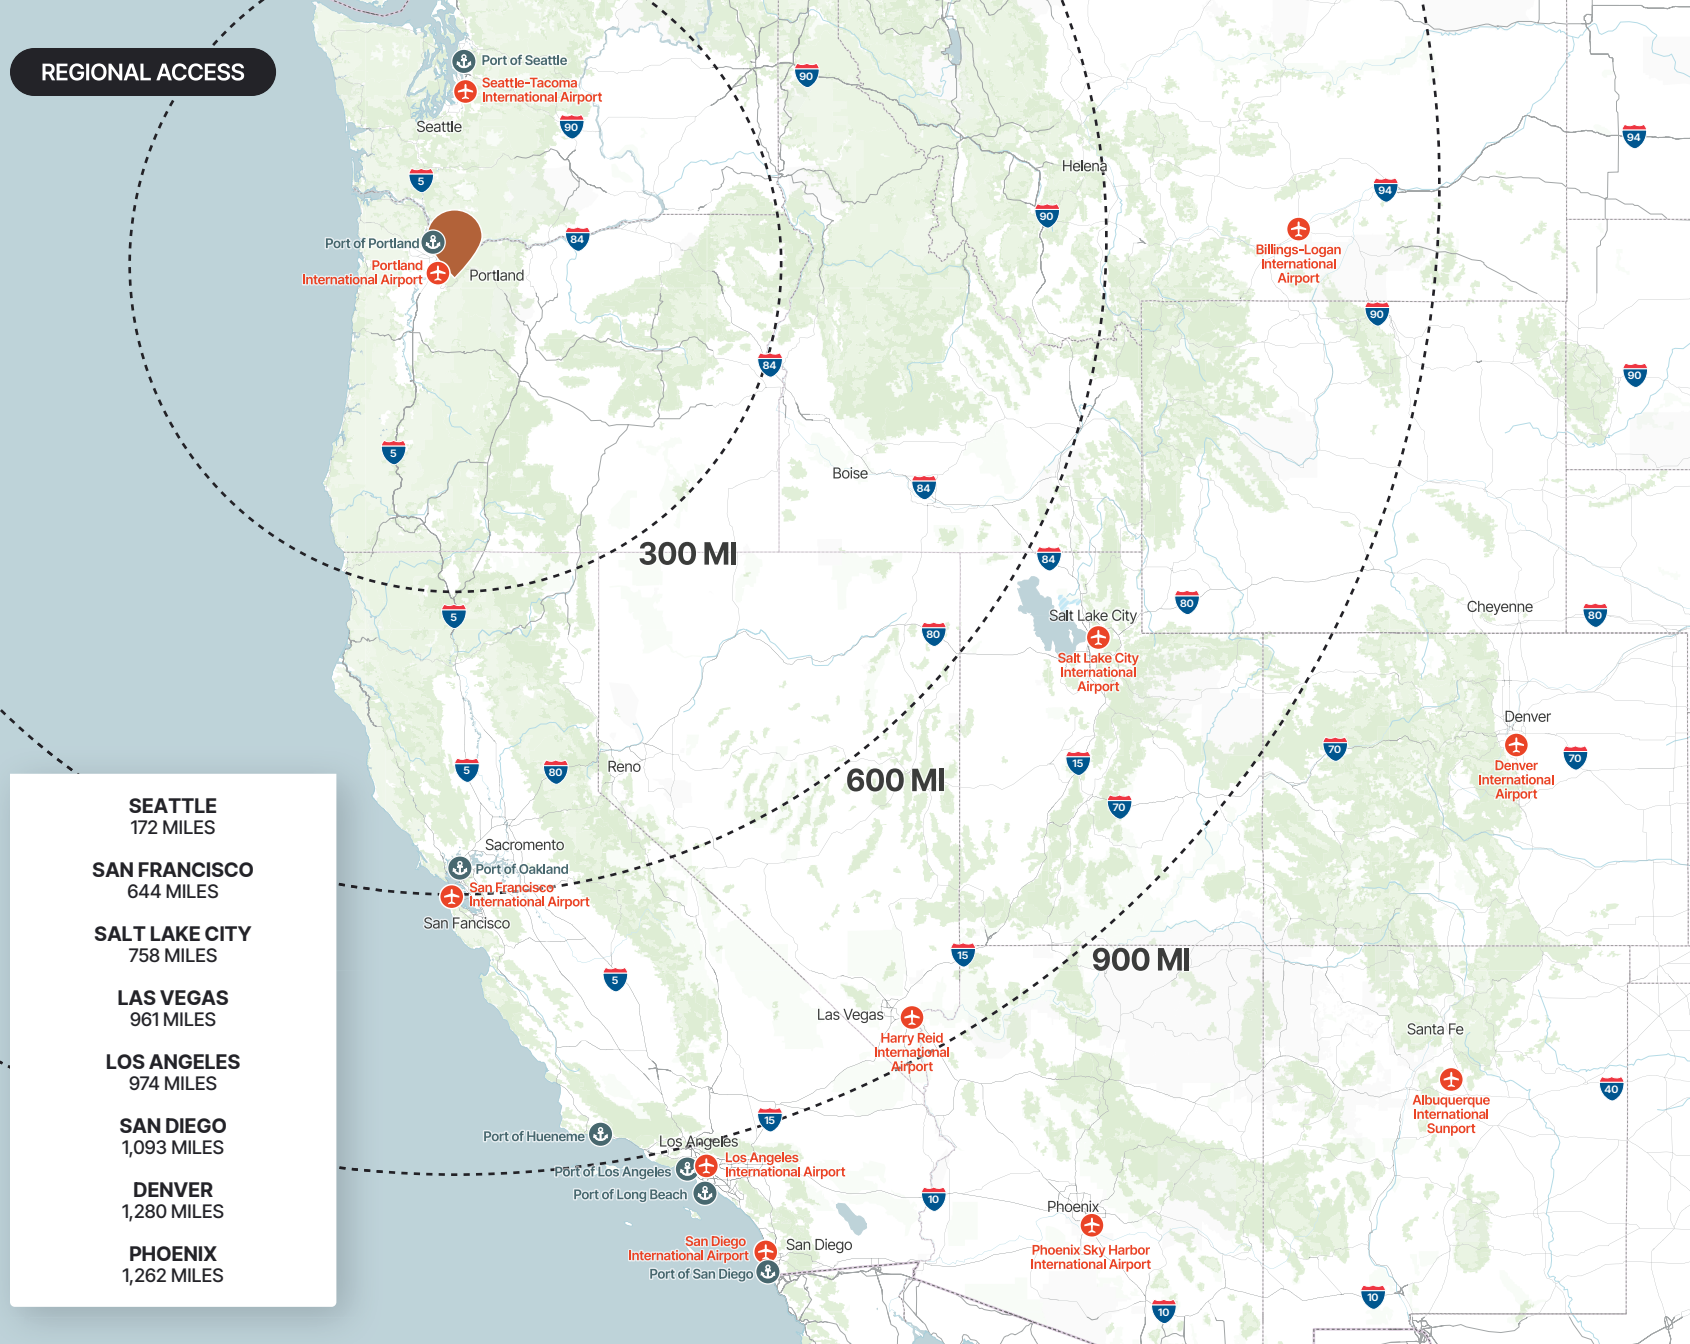 REGIONAL ACCESS
Port of Seattle
Seattle-Tacoma
International Airport
Seattle
90
90
5
Helena
90
94
94
Port of Portland
Portland
International Airport
Portland
84
Billings-Logan
International
Airport
90
84
90
5
Boise
84
300 MI
84
5
80
Salt Lake City
80
Salt Lake City
International
Airport
Cheyenne
80
Denver
70
Denver
International
Airport
70
5
80
Reno
600 MI
15
70
Sacromento
Port of Oakland
San Francisco
International Airport
San Fancisco
5
15
900 MI
Las Vegas
Harry Reid
International
Airport
Santa Fe
Albuquerque
International
Sunport
40
15
Port of Hueneme
Los Angeles
Port of Los Angeles
Los Angeles
International Airport
Port of Long Beach
10
Phoenix
Phoenix Sky Harbor
International Airport
San Diego
International Airport
San Diego
Port of San Diego
10
10
SEATTLE
172 MILES
SAN FRANCISCO
644 MILES
SALT LAKE CITY
758 MILES
LAS VEGAS
961 MILES
LOS ANGELES
974 MILES
SAN DIEGO
1,093 MILES
DENVER
1,280 MILES
PHOENIX
1,262 MILES